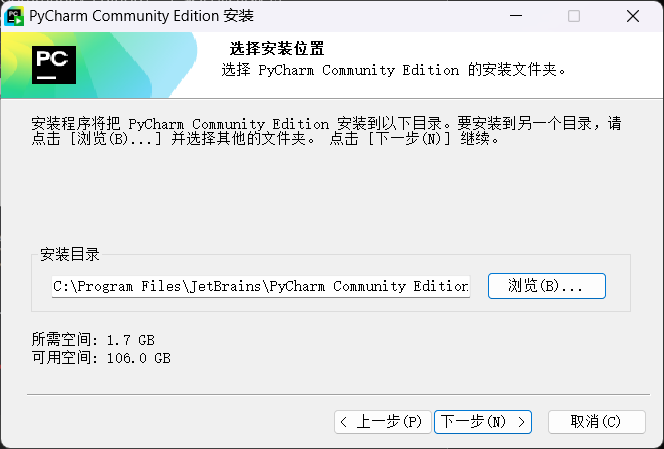 PyCharm Community Edition 安装
PC
选择安装位置
选择 PyCharm Community Edition 的安装文件夹。
安装程序将把 PyCharm Community Edition 安装到以下目录。要安装到另一个目录，请
点击 [浏览(B)...] 并选择其他的文件夹。 点击 [下一步(N)] 继续。
安装目录
C:\Program Files\JetBrains\PyCharm Community Edition
浏览(B)...
所需空间: 1.7 GB
可用空间: 106.0 GB
< 上一步(P) 下一步(N) > 取消(C)